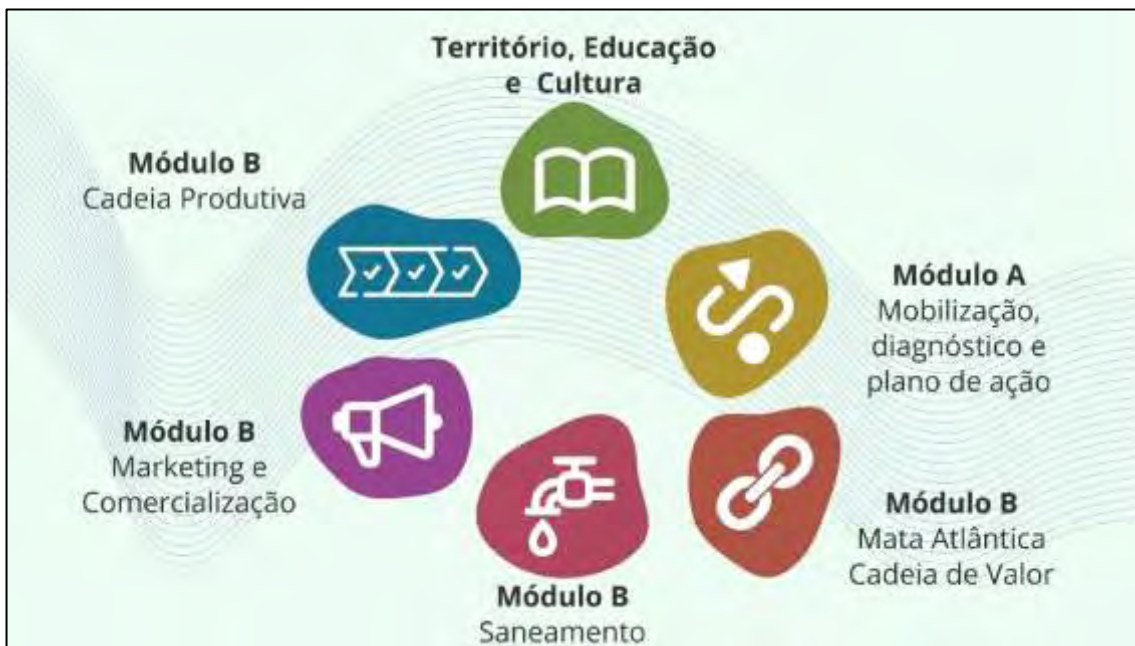 Território, Educação
e Cultura
Módulo B
Cadeia Produtiva
Módulo A
Mobilização,
diagnóstico e
plano de ação
Módulo B
Marketing e
Comercialização
Módulo B
Mata Atlântica
Cadeia de Valor
Módulo B
Saneamento